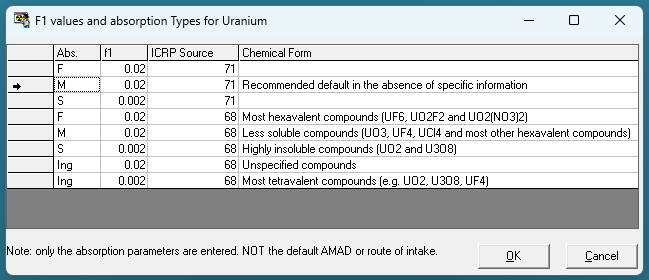 F1 values and absorption Types for Uranium
Abs. f1 ICRP Source Chemical Form
F 0.02 71
M 0.02 71 Recommended default in the absence of specific information
S 0.002 71
F 0.02 68 Most hexavalent compounds (UF6, UO2F2 and UO2(NO3)2)
M 0.02 68 Less soluble compounds (UO3, UF4, UCl4 and most other hexavalent compounds)
S 0.002 68 Highly insoluble compounds (UO2 and U3O8)
Ing 0.02 68 Unspecified compounds
Ing 0.002 68 Most tetravalent compounds (e.g. UO2, U3O8, UF4)
Note: only the absorption parameters are entered. NOT the default AMAD or route of intake.
OK Cancel